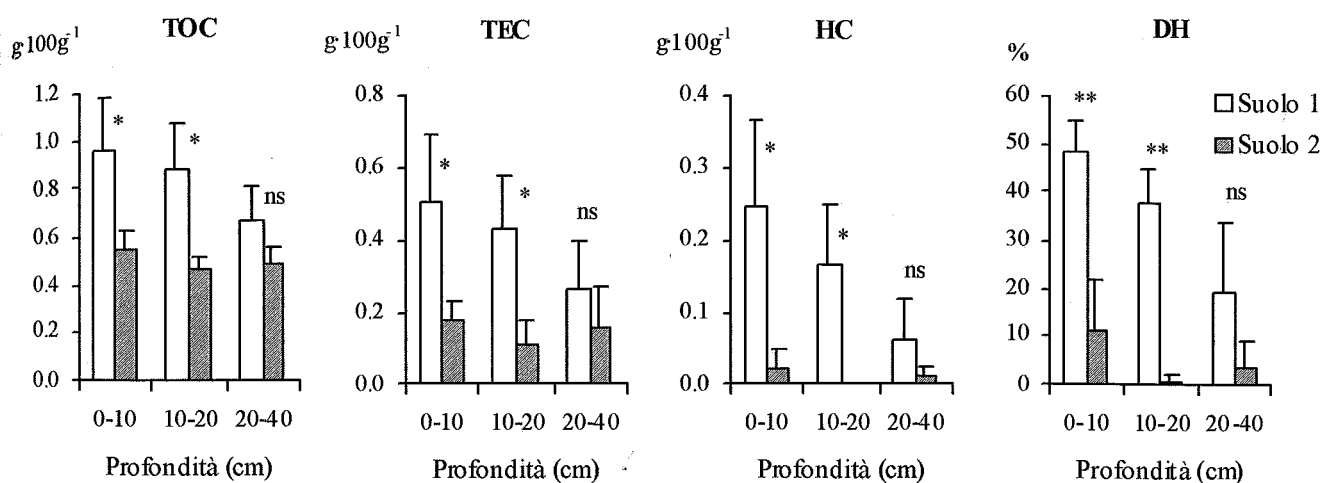 TOC
g·100g-1
1.2
1.0
0.8
0.6
0.4
0.2
0.0
*
*
ns
0-10 10-20 20-40
Profondità (cm)
TEC
g·100g-1
0.8
0.6
0.4
0.2
0.0
*
*
ns
0-10 10-20 20-40
Profondità (cm)
HC
g·100g-1
0.4
0.3
0.2
0.1
0.0
*
*
ns
0-10 10-20 20-40
Profondità (cm)
DH
%
60
50
40
30
20
10
0
**
**
ns
0-10 10-20 20-40
Profondità (cm)
Suolo 1
Suolo 2